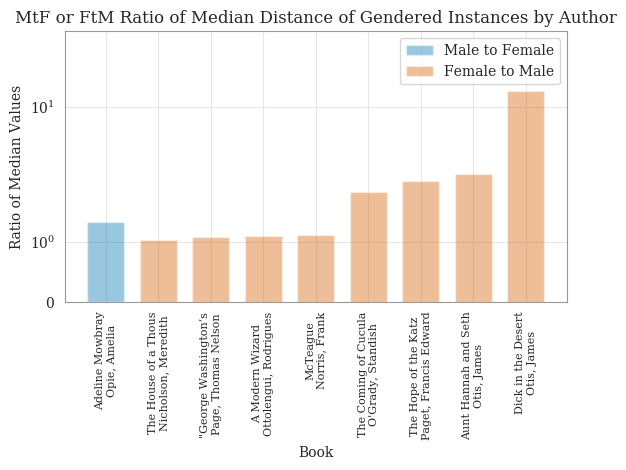 MtF or FtM Ratio of Median Distance of Gendered Instances by Author
Male to Female
Female to Male
Ratio of Median Values
10¹
10⁰
0
Adeline Mowbray
Opie, Amelia
The House of a Thous
Nicholson, Meredith
"George Washington’s
Page, Thomas Nelson
A Modern Wizard
Ottolengui, Rodrigues
McTeague
Norris, Frank
The Coming of Cucula
O'Grady, Standish
The Hope of the Katz
Paget, Francis Edward
Aunt Hannah and Seth
Otis, James
Dick in the Desert
Otis, James
Book